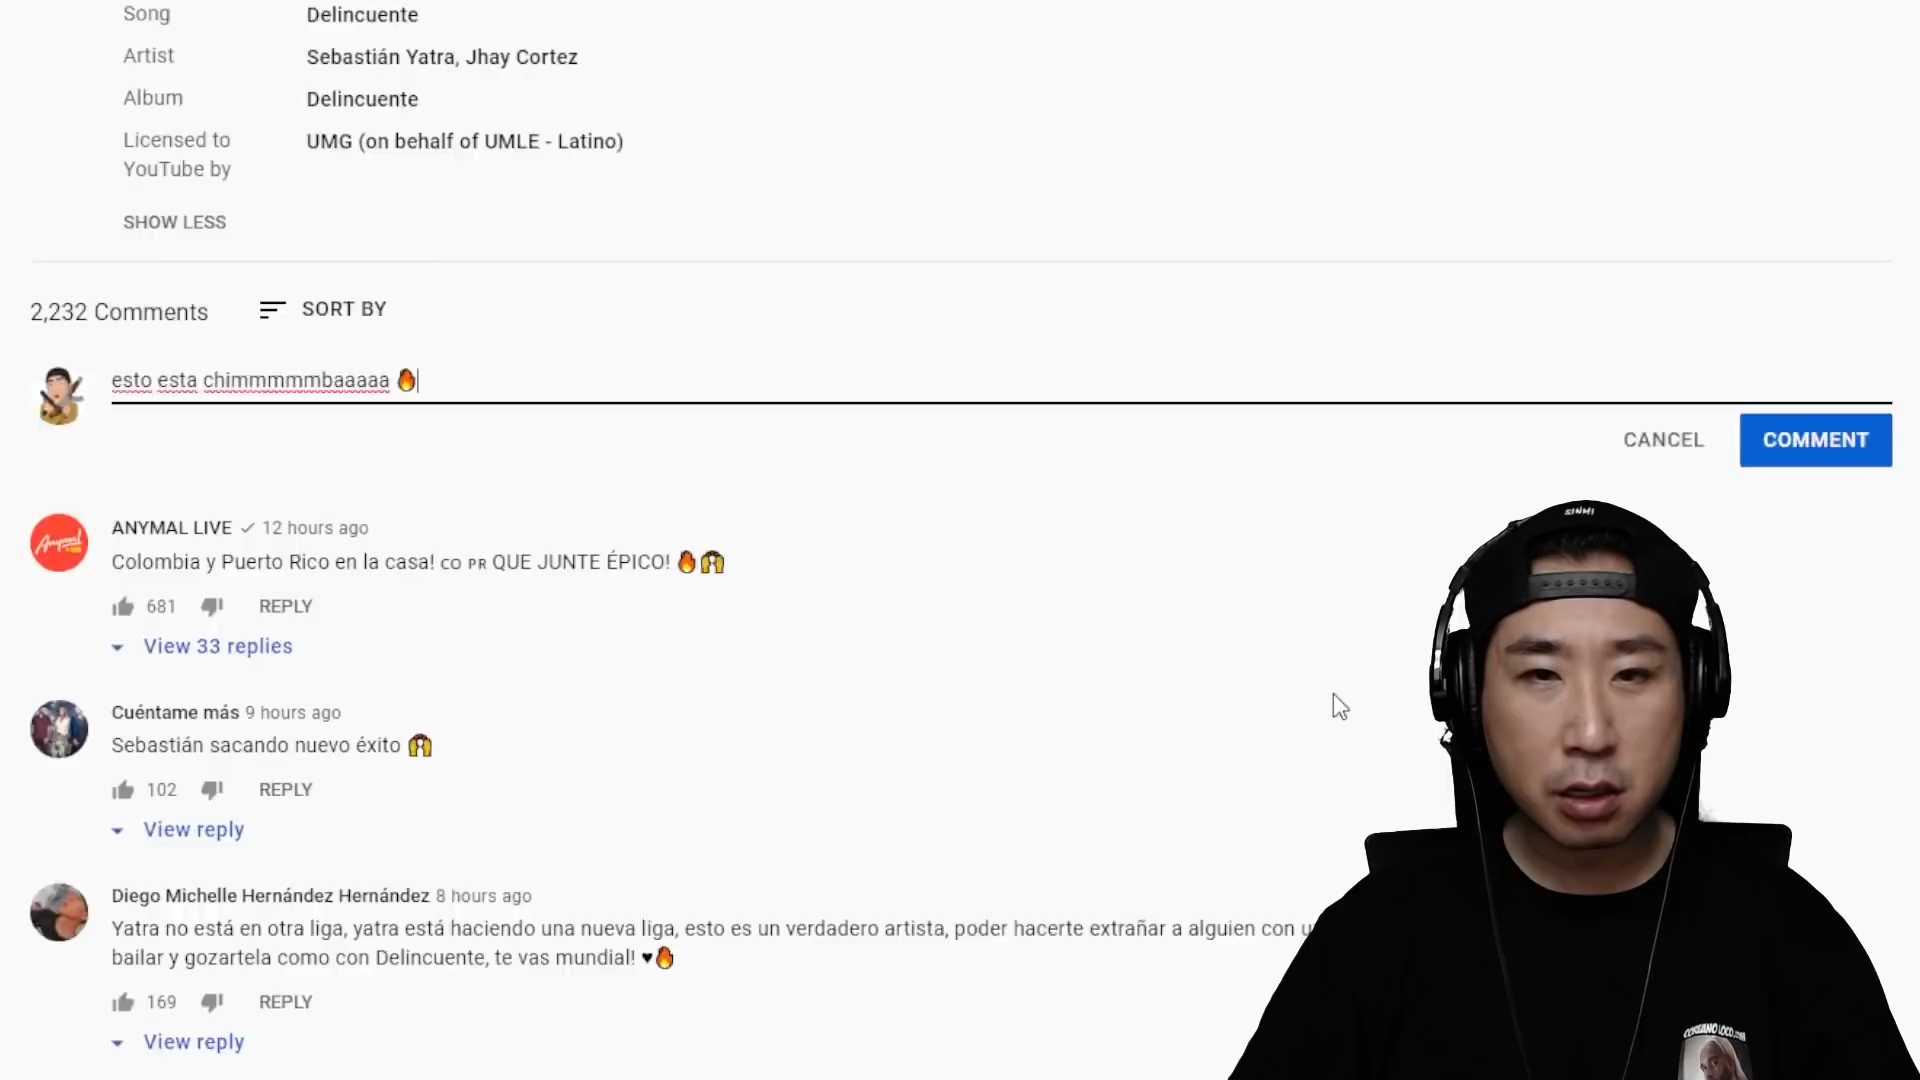 Song Delincuente
Artist Sebastián Yatra, Jhay Cortez
Album Delincuente
Licensed to YouTube by UMG (on behalf of UMLE - Latino)
SHOW LESS
2,232 Comments SORT BY
esto esta chimmmmmbaaaaa 🔥
CANCEL COMMENT
Anymal
ANYMAL LIVE ✓ 12 hours ago
Colombia y Puerto Rico en la casa! CO PR QUE JUNTE ÉPICO! 🔥🙌
681 REPLY
View 33 replies
Cuéntame más 9 hours ago
Sebastián sacando nuevo éxito 🙌
102 REPLY
View reply
Diego Michelle Hernández Hernández 8 hours ago
Yatra no está en otra liga, yatra está haciendo una nueva liga, esto es un verdadero artista, poder hacerte extrañar a alguien con
bailar y gozartela como con Delincuente, te vas mundial! ♥🔥
169 REPLY
View reply
SINMI
COREANO LOCO